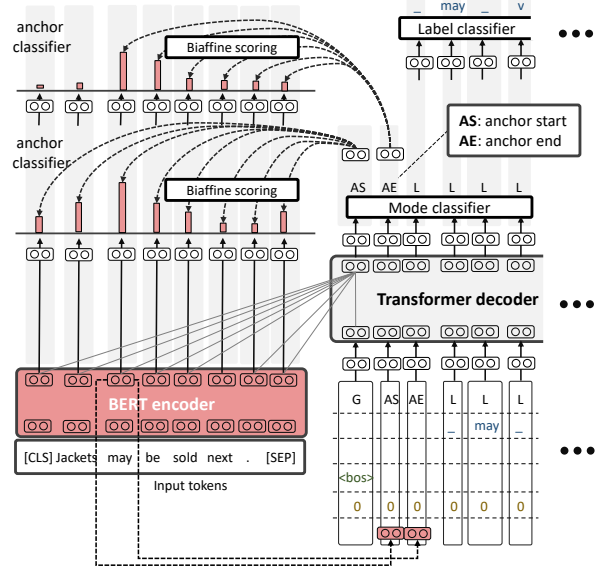 _ may _ v
Label classifier
anchor
classifier
Biaffine scoring
AS: anchor start
AE: anchor end
anchor
classifier
Biaffine scoring
AS AE L L L L
Mode classifier
Transformer decoder
BERT encoder
G AS AE L L L
_ may _
[CLS] Jackets may be sold next . [SEP]
Input tokens
<bos>
0 0 0 0 0 0